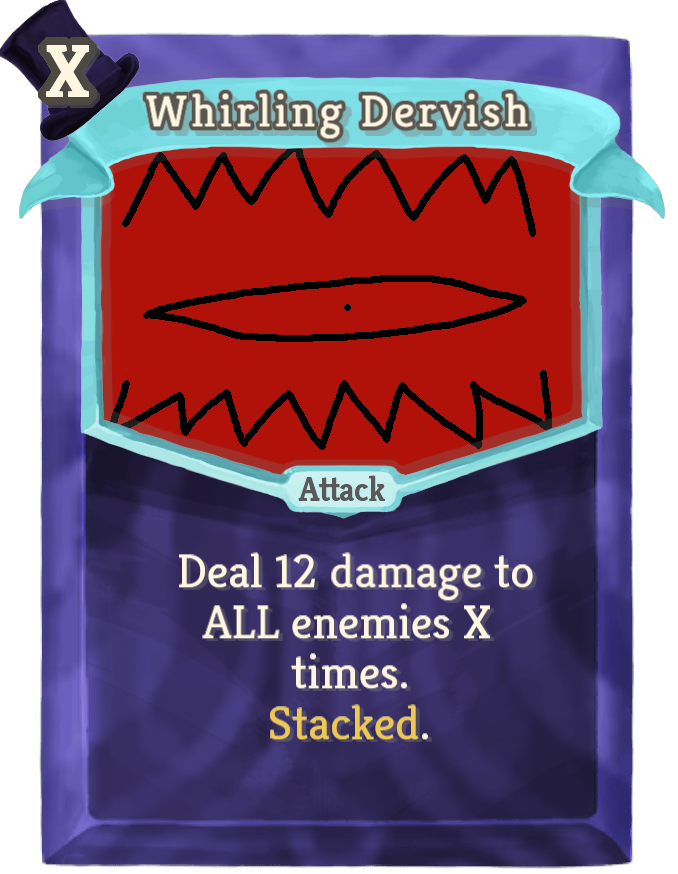 X
Whirling Dervish
Attack
Deal 12 damage to
ALL enemies X
times.
Stacked.